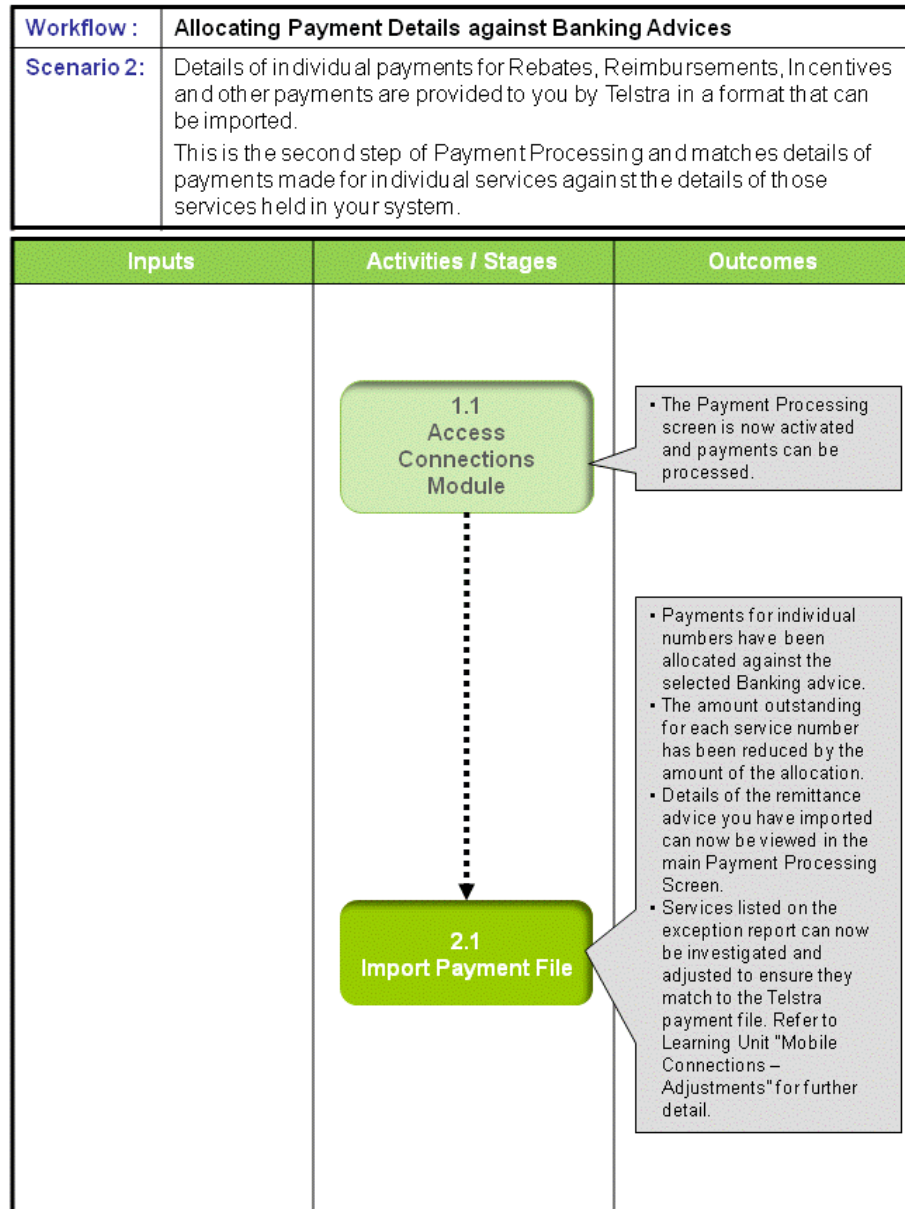 Workflow :
Allocating Payment Details against Banking Advices
Scenario 2:
Details of individual payments for Rebates, Reimbursements, Incentives
and other payments are provided to you by Telstra in a format that can
be imported.
This is the second step of Payment Processing and matches details of
payments made for individual services against the details of those
services held in your system.
Inputs
Activities / Stages
Outcomes
1.1
Access
Connections
Module
▪ The Payment Processing
screen is now activated
and payments can be
processed.
▪ Payments for individual
numbers have been
allocated against the
selected Banking advice.
▪ The amount outstanding
for each service number
has been reduced by the
amount of the allocation.
▪ Details of the remittance
advice you have imported
can now be viewed in the
main Payment Processing
Screen.
▪ Services listed on the
exception report can now
be investigated and
adjusted to ensure they
match to the Telstra
payment file. Refer to
Learning Unit "Mobile
Connections –
Adjustments" for further
detail.
2.1
Import Payment File